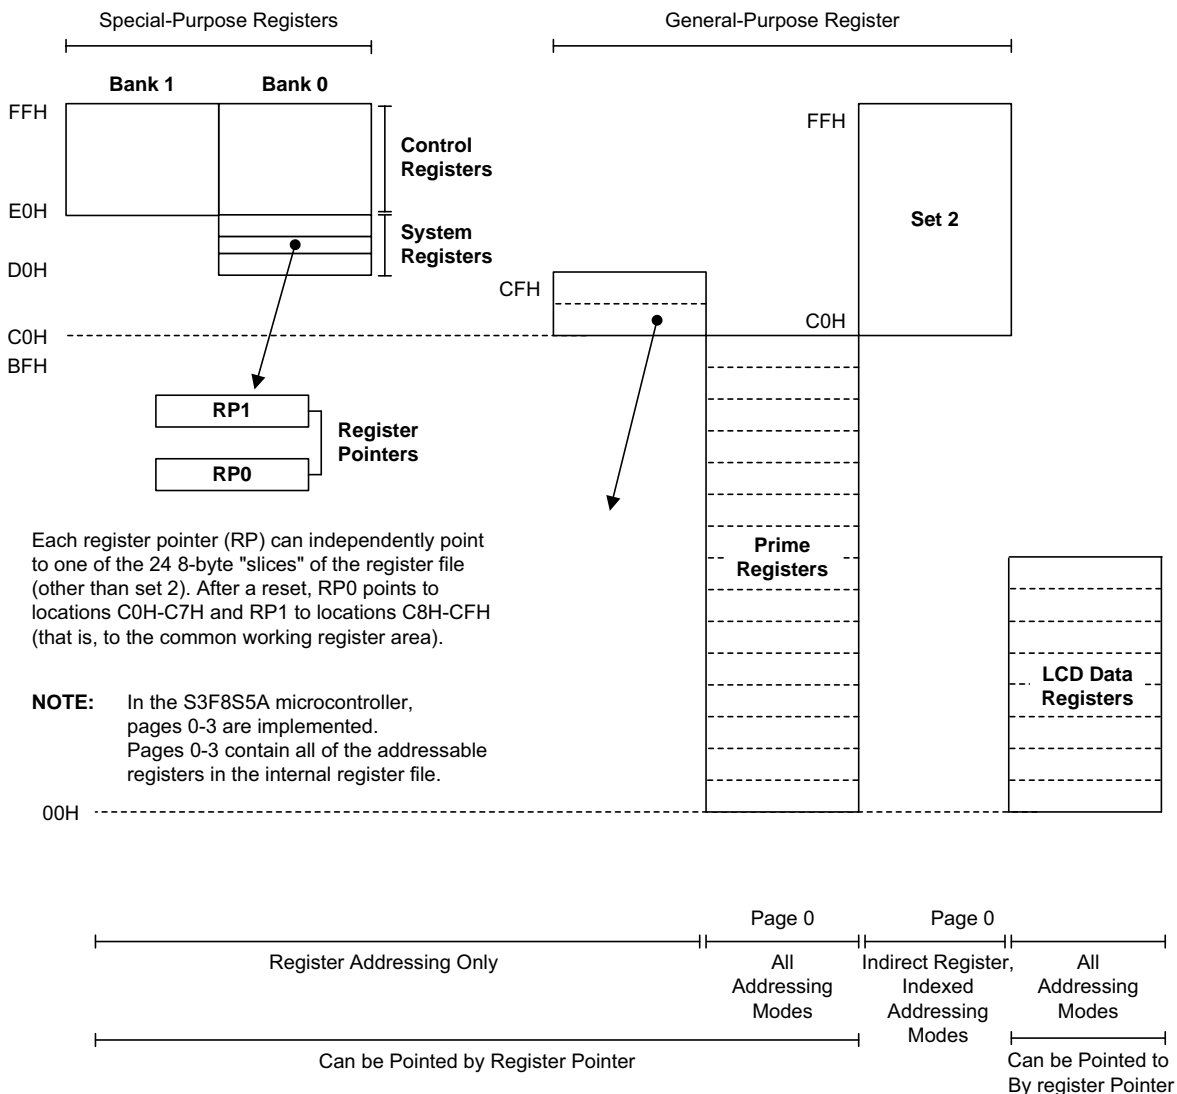 Special-Purpose Registers
General-Purpose Register
Bank 1
Bank 0
FFH
E0H
D0H
C0H
BFH
Control
Registers
System
Registers
FFH
Set 2
CFH
C0H
RP1
RP0
Register
Pointers
Each register pointer (RP) can independently point
to one of the 24 8-byte "slices" of the register file
(other than set 2). After a reset, RP0 points to
locations C0H-C7H and RP1 to locations C8H-CFH
(that is, to the common working register area).
NOTE: In the S3F8S5A microcontroller,
pages 0-3 are implemented.
Pages 0-3 contain all of the addressable
registers in the internal register file.
Prime
Registers
LCD Data
Registers
00H
Page 0
Page 0
Register Addressing Only
All
Addressing
Modes
Indirect Register,
Indexed
Addressing
Modes
All
Addressing
Modes
Can be Pointed by Register Pointer
Can be Pointed to
By register Pointer